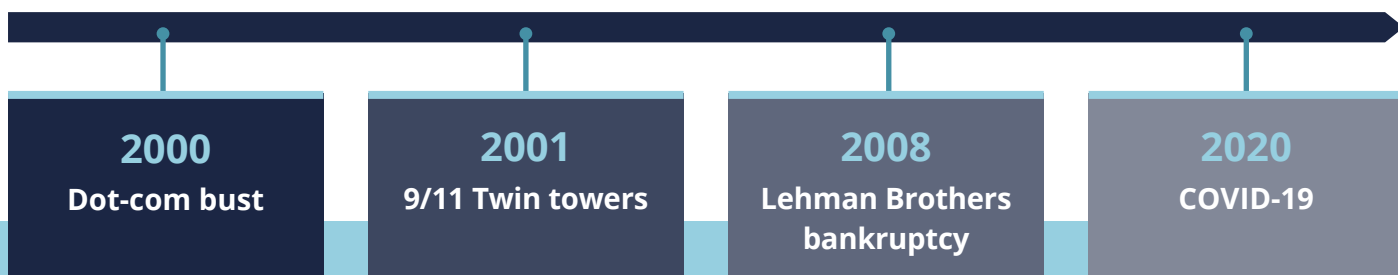 2000
Dot-com bust
2001
9/11 Twin towers
2008
Lehman Brothers
bankruptcy
2020
COVID-19